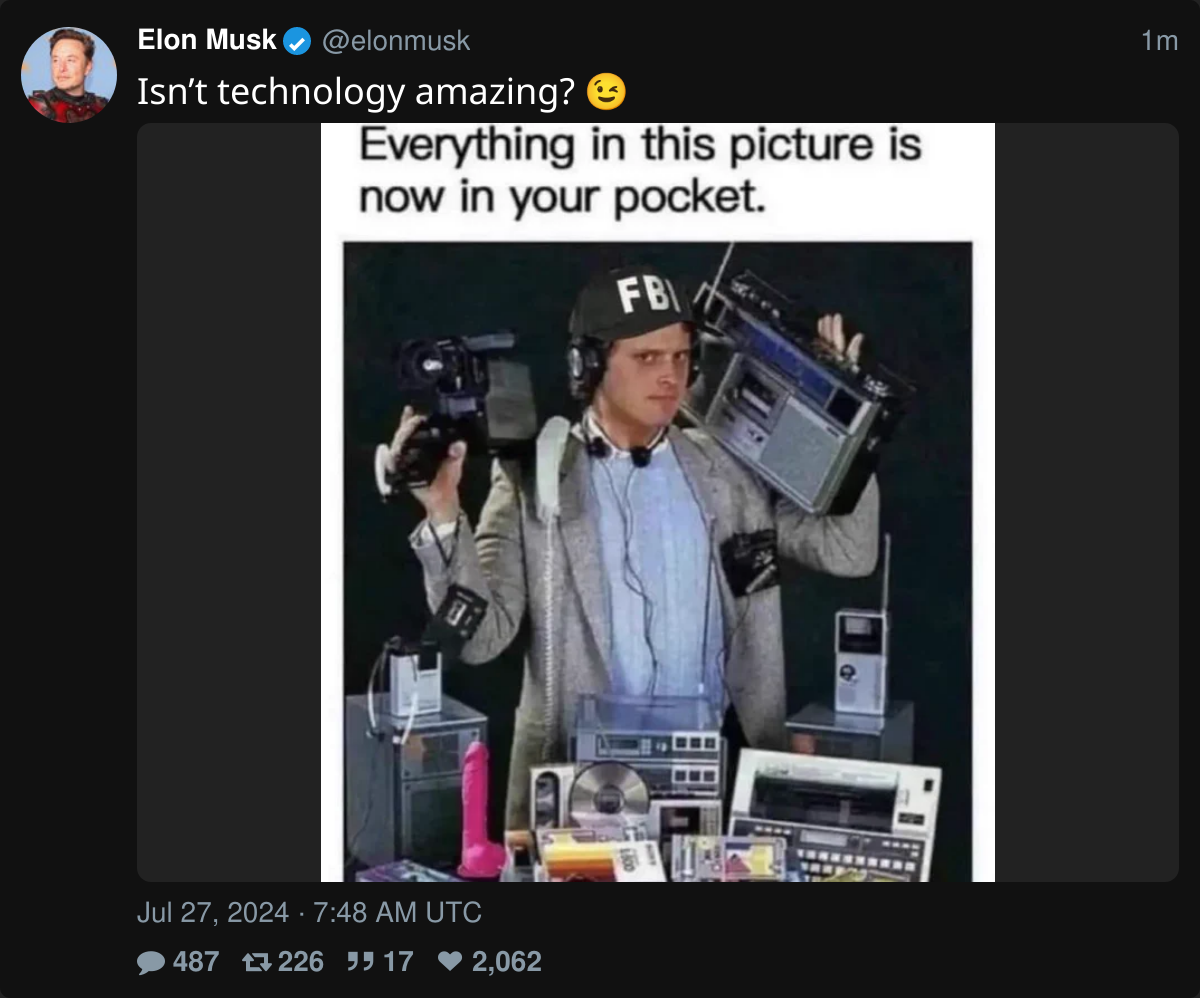 Elon Musk @elonmusk 1m
Isn’t technology amazing? 😉
Everything in this picture is
now in your pocket.
FBI
Jul 27, 2024 · 7:48 AM UTC
487 226 17 2,062